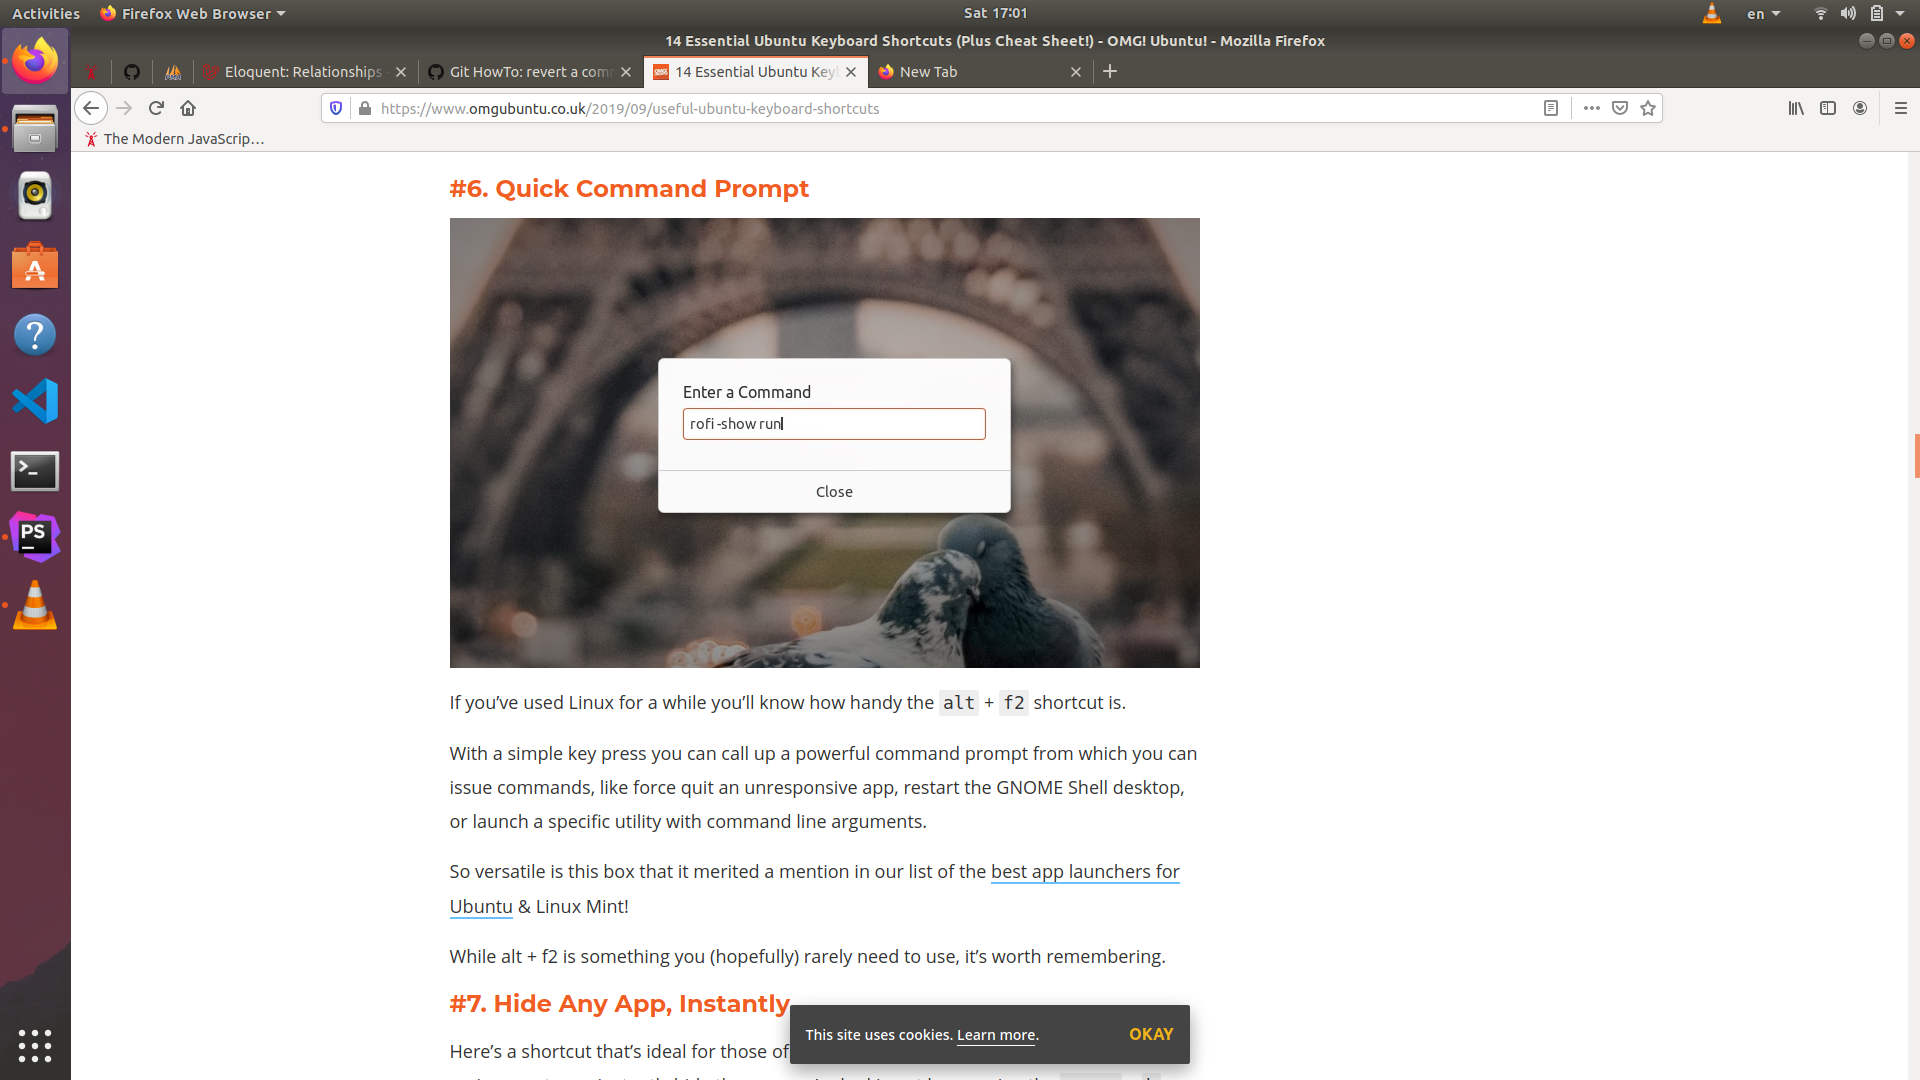 Activities
Firefox Web Browser
Sat 17:01
en
14 Essential Ubuntu Keyboard Shortcuts (Plus Cheat Sheet!) - OMG! Ubuntu! - Mozilla Firefox
Eloquent: Relationships
Git HowTo: revert a com
14 Essential Ubuntu Key
New Tab
https://www.omgubuntu.co.uk/2019/09/useful-ubuntu-keyboard-shortcuts
The Modern JavaScrip…
#6. Quick Command Prompt
Enter a Command
rofi -show run
Close
If you’ve used Linux for a while you’ll know how handy the alt + f2 shortcut is.
With a simple key press you can call up a powerful command prompt from which you can
issue commands, like force quit an unresponsive app, restart the GNOME Shell desktop,
or launch a specific utility with command line arguments.
So versatile is this box that it merited a mention in our list of the best app launchers for
Ubuntu & Linux Mint!
While alt + f2 is something you (hopefully) rarely need to use, it’s worth remembering.
#7. Hide Any App, Instantly
Here’s a shortcut that’s ideal for those of
This site uses cookies. Learn more.
OKAY
PS